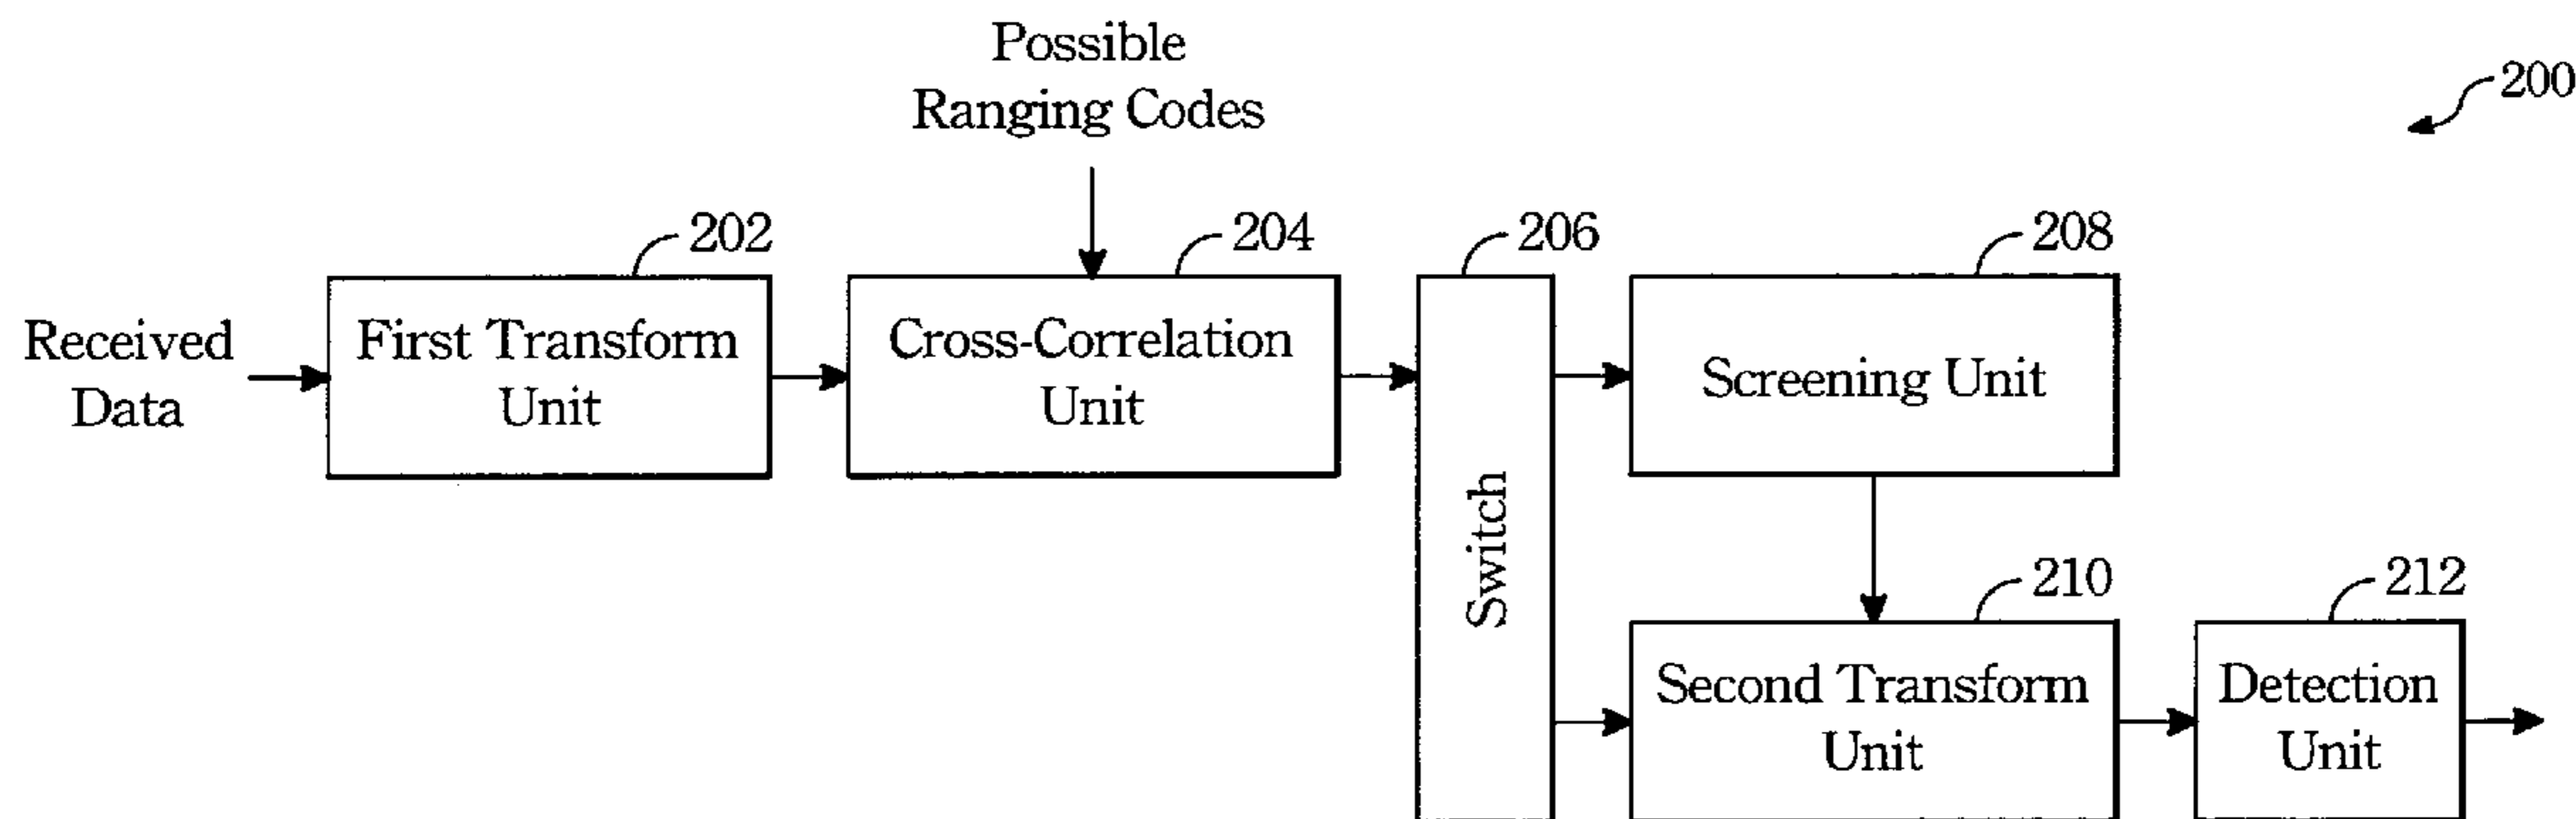 Possible
Ranging Codes
200
202
204
206
208
Received
Data
First Transform
Unit
Cross-Correlation
Unit
Switch
Screening Unit
210
212
Second Transform
Unit
Detection
Unit